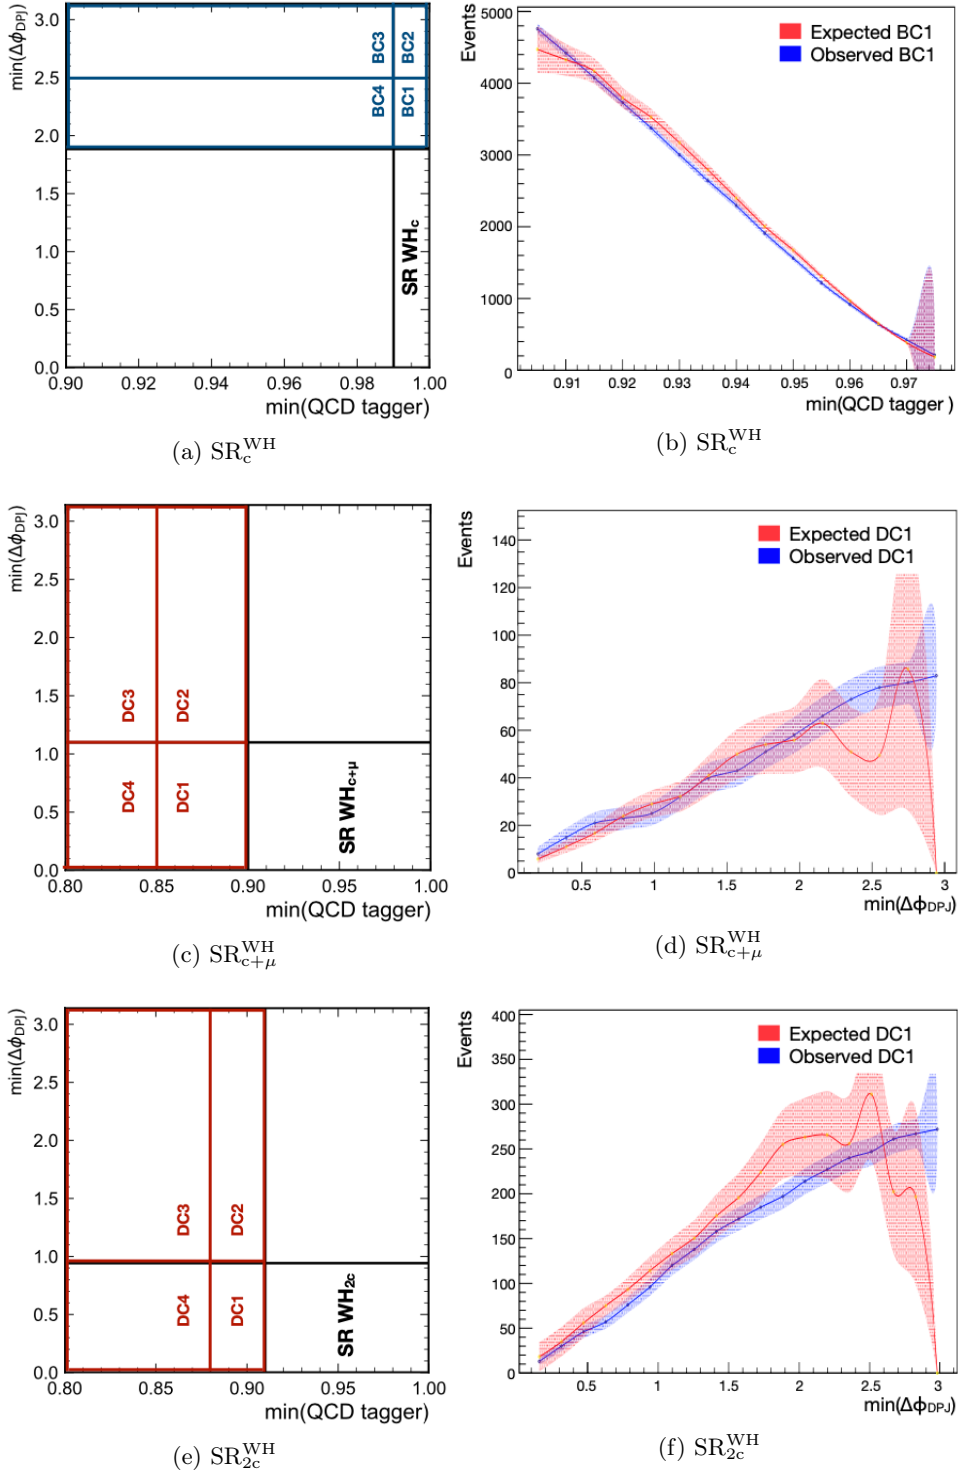 min(Δϕ_DPJ)
3.0
2.5
2.0
1.5
1.0
0.5
0.0
BC3
BC2
BC4
BC1
SR WH_c
0.90
0.92
0.94
0.96
0.98
1.00
min(QCD tagger)
(a) SR_c^WH
Events
5000
4000
3000
2000
1000
0
Expected BC1
Observed BC1
0.91
0.92
0.93
0.94
0.95
0.96
0.97
min(QCD tagger )
(b) SR_c^WH
min(Δϕ_DPJ)
3.0
2.5
2.0
1.5
1.0
0.5
0.0
DC3
DC2
DC4
DC1
SR WH_c+μ
0.80
0.85
0.90
0.95
1.00
min(QCD tagger)
(c) SR_c+μ^WH
Events
140
120
100
80
60
40
20
0
Expected DC1
Observed DC1
0.5
1
1.5
2
2.5
3
min(Δϕ_DPJ)
(d) SR_c+μ^WH
min(Δϕ_DPJ)
3.0
2.5
2.0
1.5
1.0
0.5
0.0
DC3
DC2
DC4
DC1
SR WH_2c
0.80
0.85
0.90
0.95
1.00
min(QCD tagger)
(e) SR_2c^WH
Events
400
350
300
250
200
150
100
50
0
Expected DC1
Observed DC1
0.5
1
1.5
2
2.5
3
min(Δϕ_DPJ)
(f) SR_2c^WH